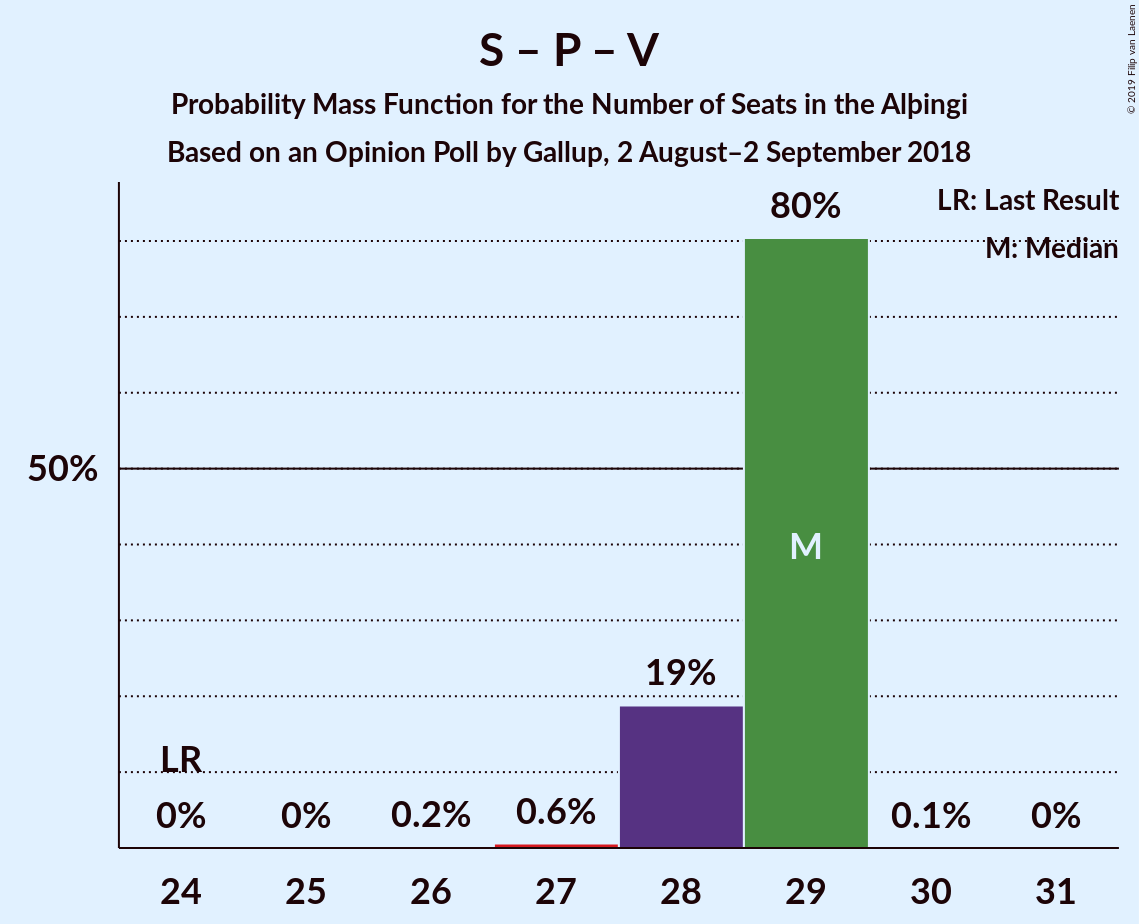 S – P – V
Probability Mass Function for the Number of Seats in the Alþingi
Based on an Opinion Poll by Gallup, 2 August–2 September 2018
© 2019 Filip van Laenen
LR: Last Result
M: Median
80%
50%
M
19%
LR
0% 0% 0.2% 0.6% 0.1% 0%
24 25 26 27 28 29 30 31